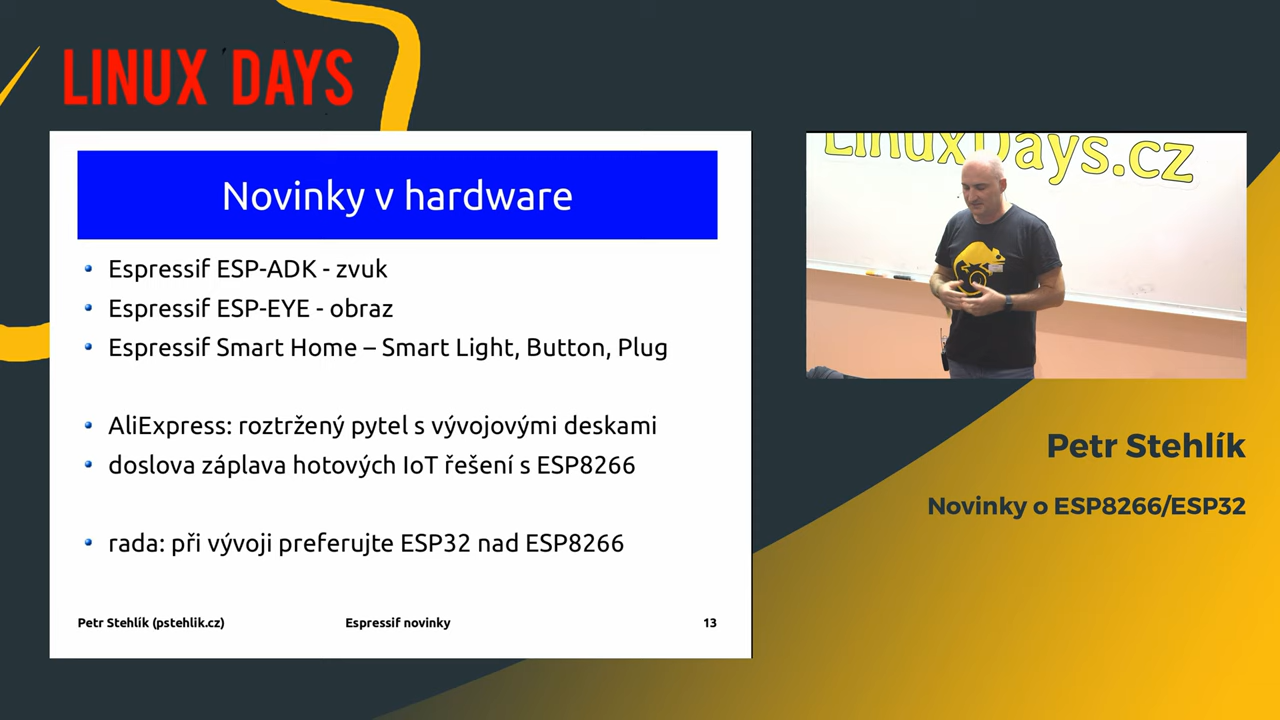 LINUX DAYS
Novinky v hardware
Espressif ESP-ADK - zvuk
Espressif ESP-EYE - obraz
Espressif Smart Home – Smart Light, Button, Plug
AliExpress: roztržený pytel s vývojovými deskami
doslova záplava hotových IoT řešení s ESP8266
rada: při vývoji preferujte ESP32 nad ESP8266
Petr Stehlík (pstehlik.cz)
Espressif novinky
13
LinuxDays.cz
Petr Stehlík
Novinky o ESP8266/ESP32